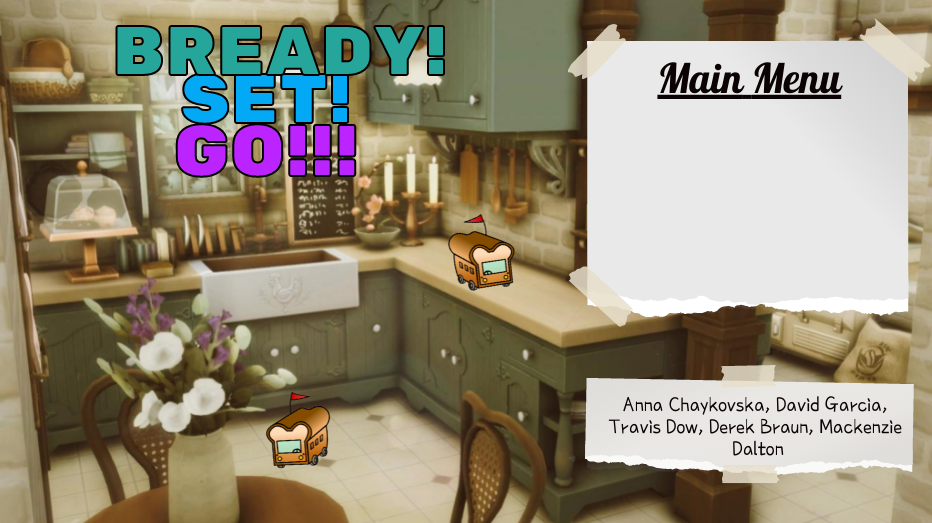 BREADY!
SET!
GO!!!
Main Menu
Anna Chaykovska, David Garcia,
Travis Dow, Derek Braun, Mackenzie
Dalton